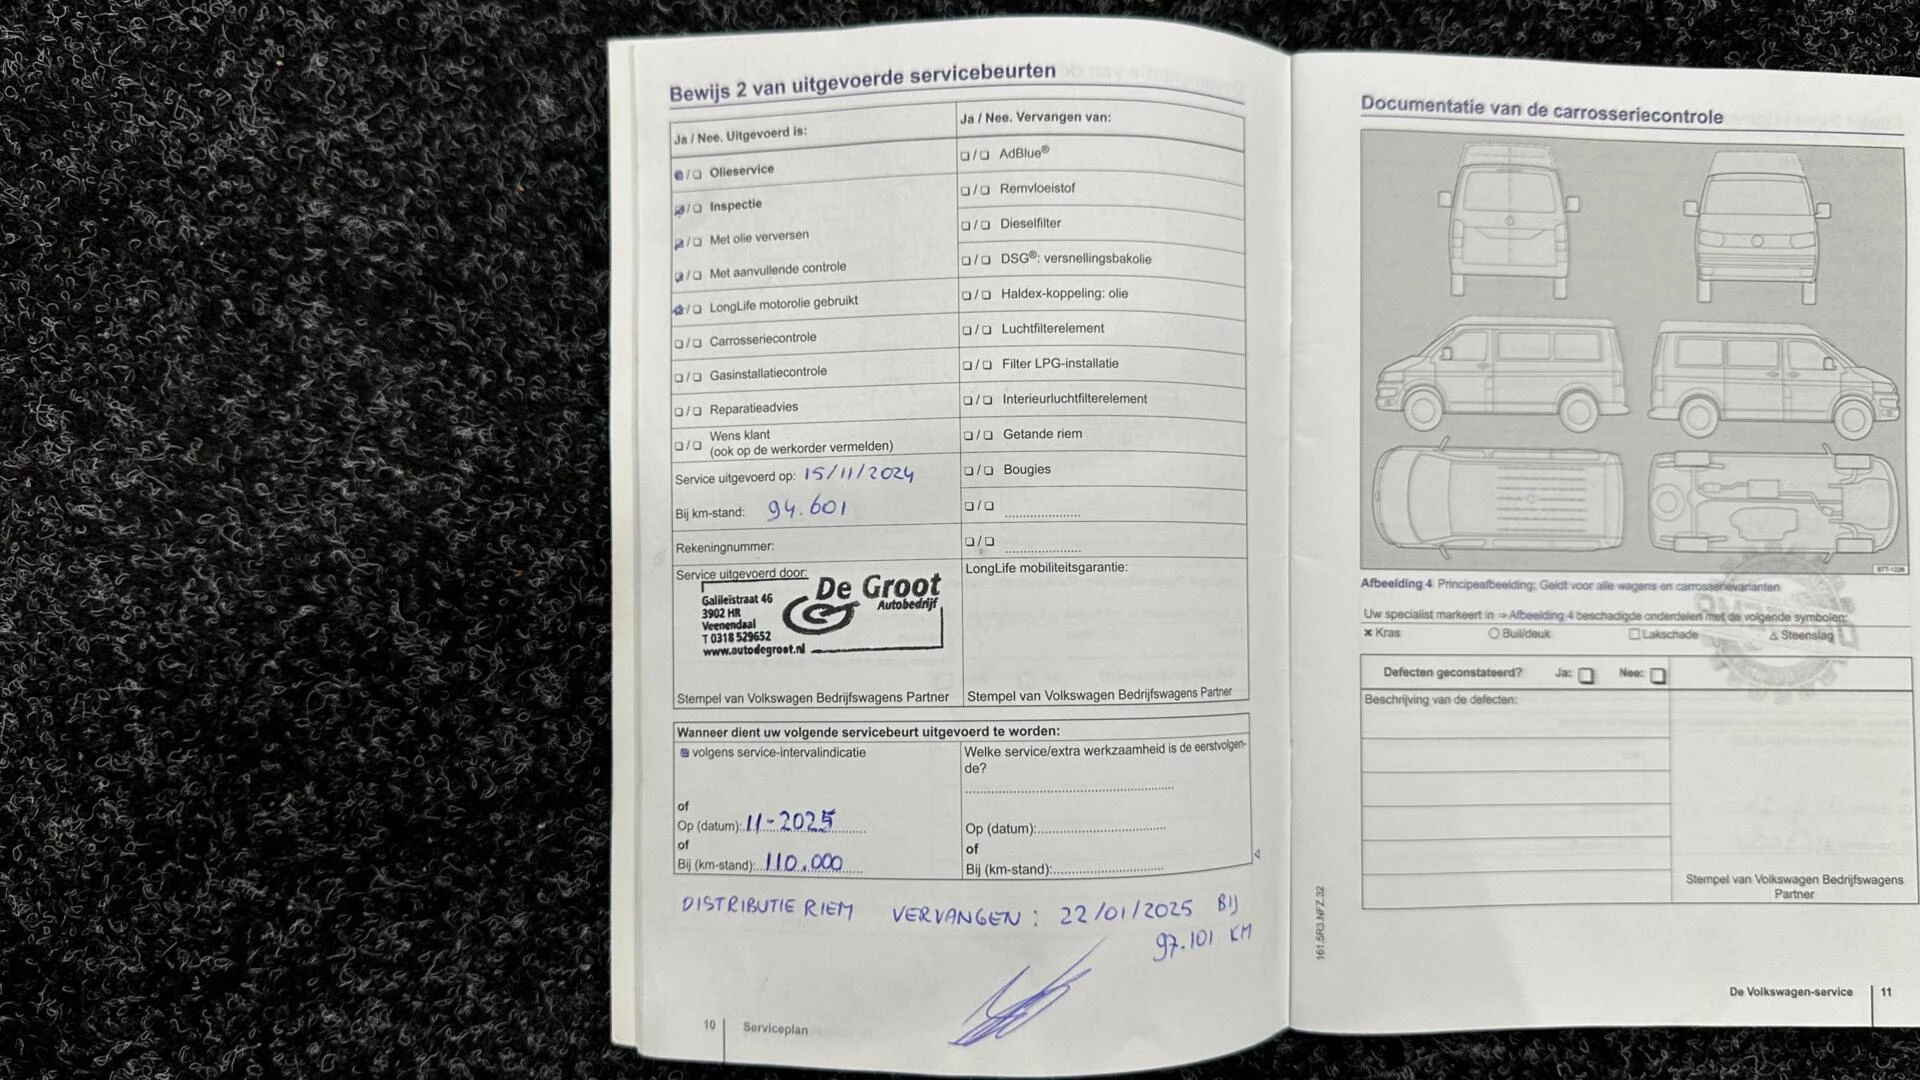 Bewijs 2 van uitgevoerde servicebeurten
Ja / Nee. Uitgevoerd is:
Olieservice
Inspectie
Met olie verversen
Met aanvullende controle
LongLife motorolie gebruikt
Carrosseriecontrole
Gasinstallatiecontrole
Reparatieadvies
Wens klant
(ook op de werkorder vermelden)
Service uitgevoerd op: 15/11/2024
Bij km-stand: 94.601
Rekeningnummer:
Service uitgevoerd door:
De Groot
Autobedrijf
Galileïstraat 46
3902 HR
Veenendaal
T 0318 529652
www.autodegroot.nl
Stempel van Volkswagen Bedrijfswagens Partner
Ja / Nee. Vervangen van:
AdBlue®
Remvloeistof
Dieselfilter
DSG®: versnellingsbakolie
Haldex-koppeling: olie
Luchtfilterelement
Filter LPG-installatie
Interieurluchtfilterelement
Getande riem
Bougies
LongLife mobiliteitsgarantie:
Stempel van Volkswagen Bedrijfswagens Partner
Wanneer dient uw volgende servicebeurt uitgevoerd te worden:
volgens service-intervalindicatie
of
Op (datum): 11-2025
of
Bij (km-stand): 110.000
Welke service/extra werkzaamheid is de eerstvolgen-
de?
Op (datum):
of
Bij (km-stand):
DISTRIBUTIE RIEM VERVANGEN : 22/01/2025 BIJ
97.101 KM
10 Serviceplan
Documentatie van de carrosseriecontrole
B7T-1228
Afbeelding 4 Principeafbeelding: Geldt voor alle wagens en carrosserievarianten
Uw specialist markeert in ⇒ Afbeelding 4 beschadigde onderdelen met de volgende symbolen:
Kras Buil/deuk Lakschade Steenslag
Defecten geconstateerd? Ja: Nee:
Beschrijving van de defecten:
Stempel van Volkswagen Bedrijfswagens
Partner
161.5R3.NFZ.32
De Volkswagen-service 11